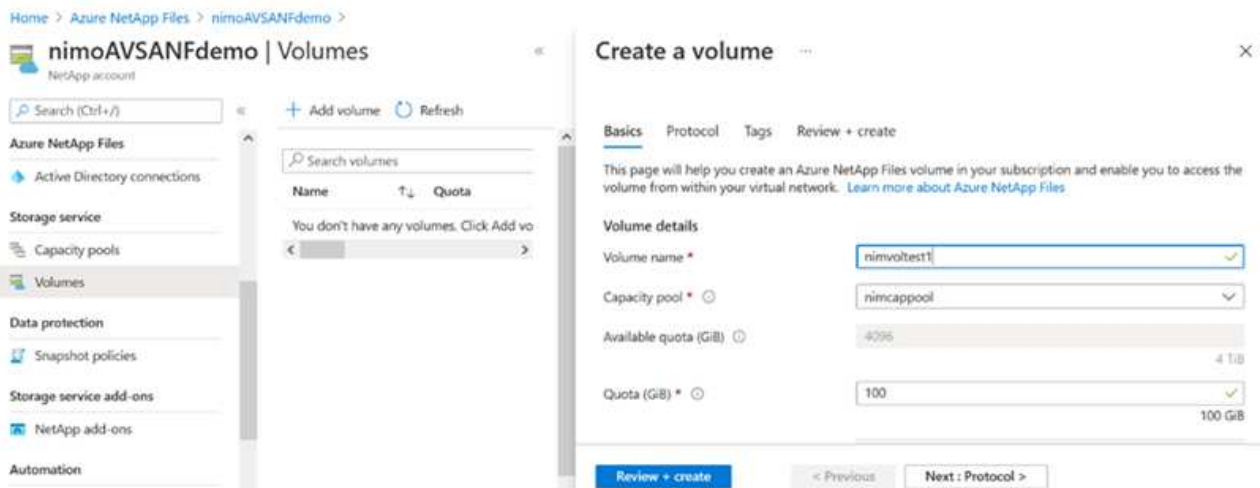 Home > Azure NetApp Files > nimoAVSANFdemo >
nimoAVSANFdemo | Volumes
NetApp account
Search (Ctrl+/)
Azure NetApp Files
Active Directory connections
Storage service
Capacity pools
Volumes
Data protection
Snapshot policies
Storage service add-ons
NetApp add-ons
Automation
+ Add volume Refresh
Search volumes
Name ↑↓ Quota
You don't have any volumes. Click Add vo
Create a volume ...
Basics Protocol Tags Review + create
This page will help you create an Azure NetApp Files volume in your subscription and enable you to access the
volume from within your virtual network. Learn more about Azure NetApp Files
Volume details
Volume name * nimvoltest1
Capacity pool * nimcappool
Available quota (GiB) 4096
4 TiB
Quota (GiB) * 100
100 GiB
Review + create < Previous Next : Protocol >